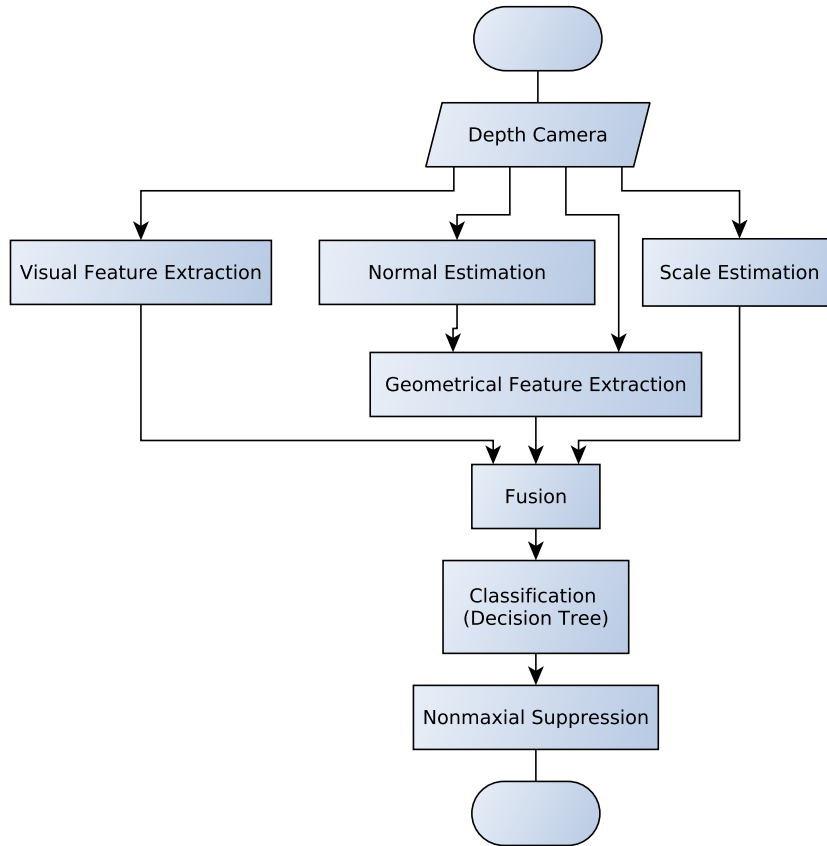 Depth Camera
Visual Feature Extraction
Normal Estimation
Scale Estimation
Geometrical Feature Extraction
Fusion
Classification
(Decision Tree)
Nonmaxial Suppression